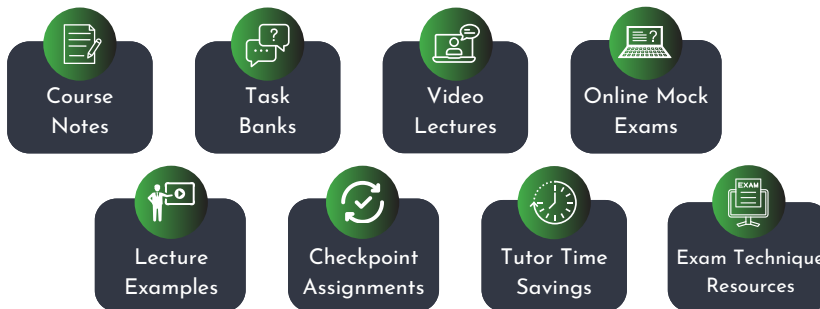 ?
Course
Notes
Task
Banks
Video
Lectures
?
Online Mock
Exams
Lecture
Examples
Checkpoint
Assignments
Tutor Time
Savings
EXAM
Exam Technique
Resources